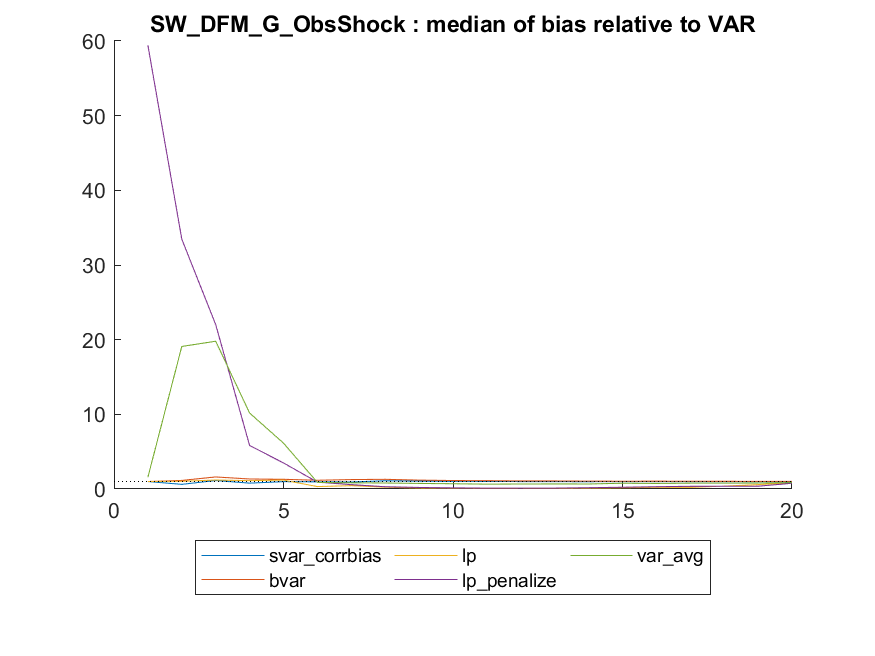 SW_DFM_G_ObsShock : median of bias relative to VAR
60
50
40
30
20
10
0
0 5 10 15 20
svar_corrbias lp var_avg
bvar lp_penalize